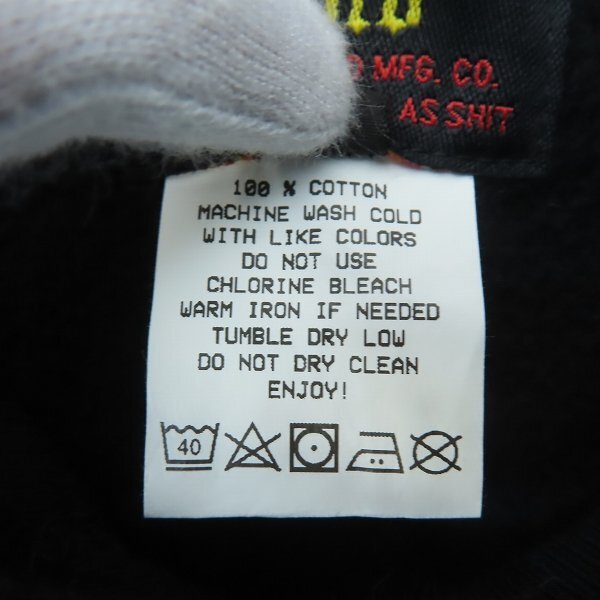 MFG. CO.
AS SHIT
100 % COTTON
MACHINE WASH COLD
WITH LIKE COLORS
DO NOT USE
CHLORINE BLEACH
WARM IRON IF NEEDED
TUMBLE DRY LOW
DO NOT DRY CLEAN
ENJOY!
40